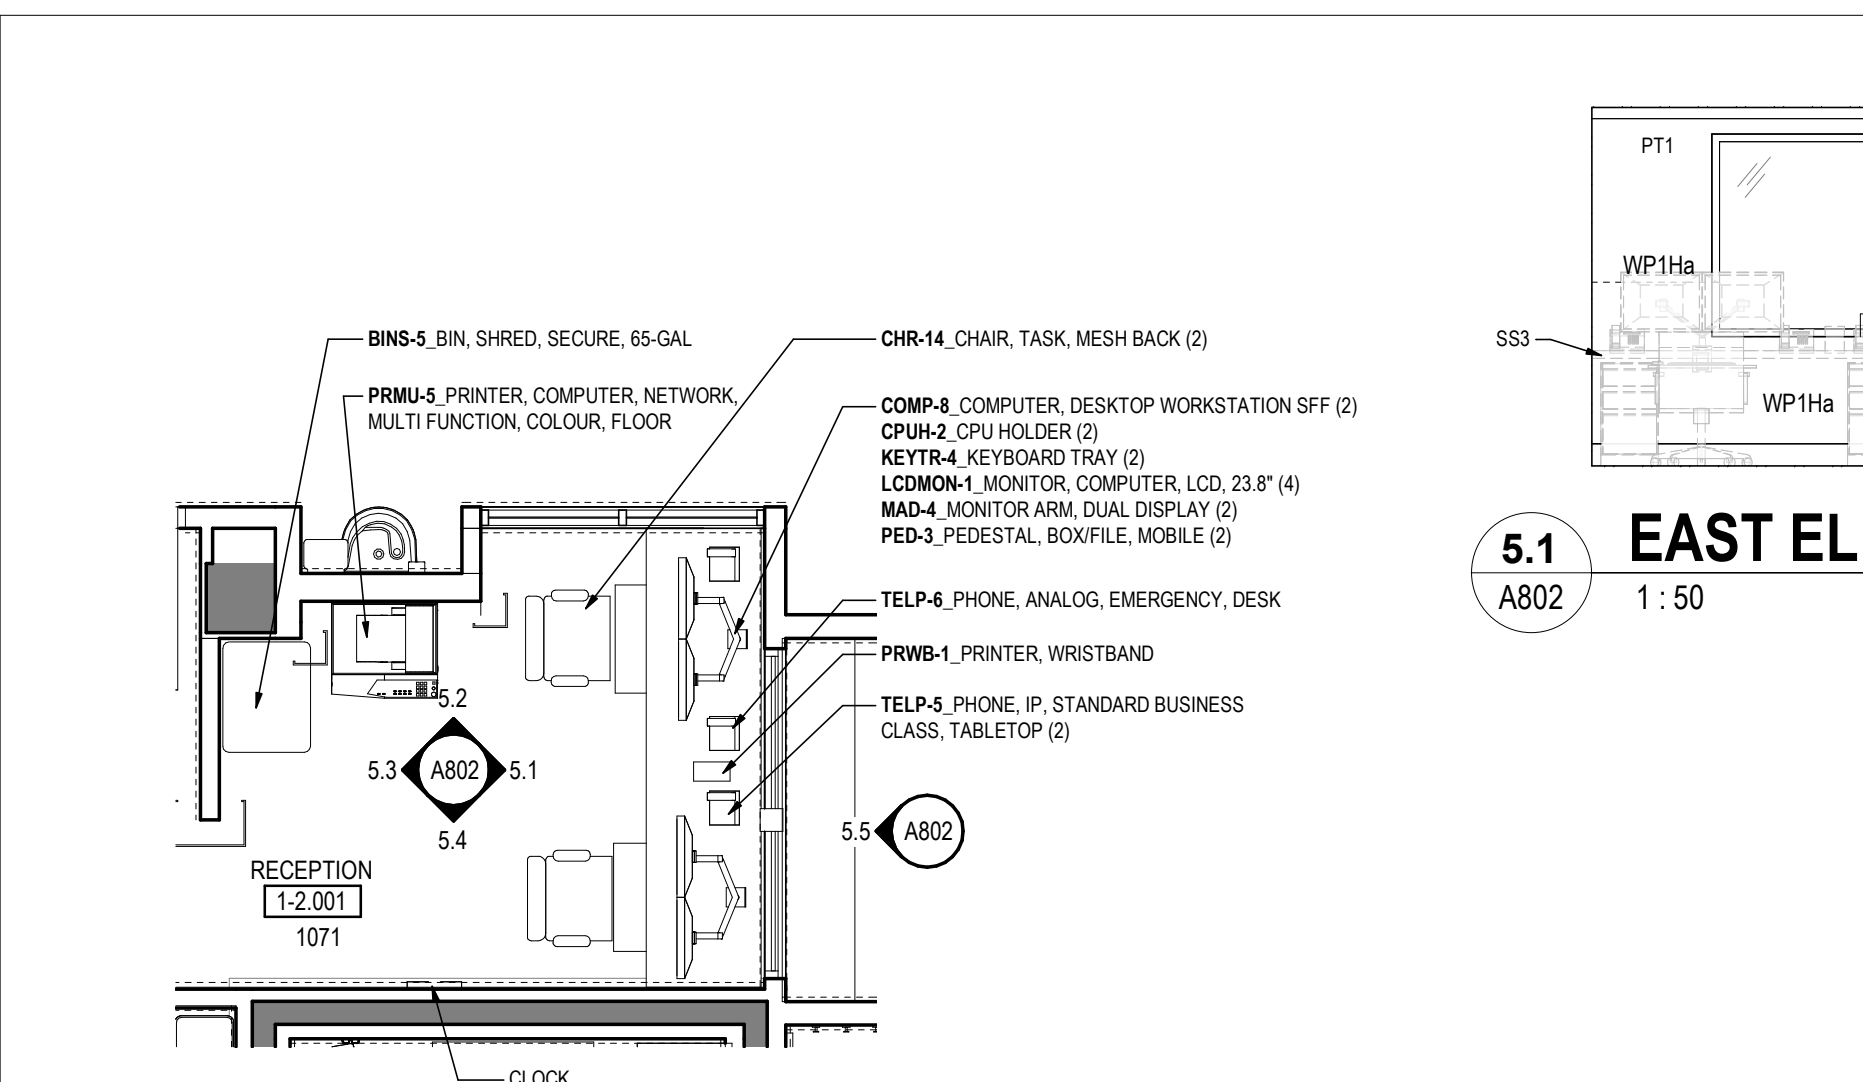 PT1
WP1Ha
SS3
WP1Ha
5.1
EAST EL
A802
1 : 50
BINS-5_BIN, SHRED, SECURE, 65-GAL
PRMU-5_PRINTER, COMPUTER, NETWORK,
MULTI FUNCTION, COLOUR, FLOOR
CHR-14_CHAIR, TASK, MESH BACK (2)
COMP-8_COMPUTER, DESKTOP WORKSTATION SFF (2)
CPUH-2_CPU HOLDER (2)
KEYTR-4_KEYBOARD TRAY (2)
LCDMON-1_MONITOR, COMPUTER, LCD, 23.8" (4)
MAD-4_MONITOR ARM, DUAL DISPLAY (2)
PED-3_PEDESTAL, BOX/FILE, MOBILE (2)
TELP-6_PHONE, ANALOG, EMERGENCY, DESK
PRWB-1_PRINTER, WRISTBAND
TELP-5_PHONE, IP, STANDARD BUSINESS
CLASS, TABLETOP (2)
5.2
5.3
A802
5.1
5.4
5.5
A802
RECEPTION
1-2.001
1071
CLOCK